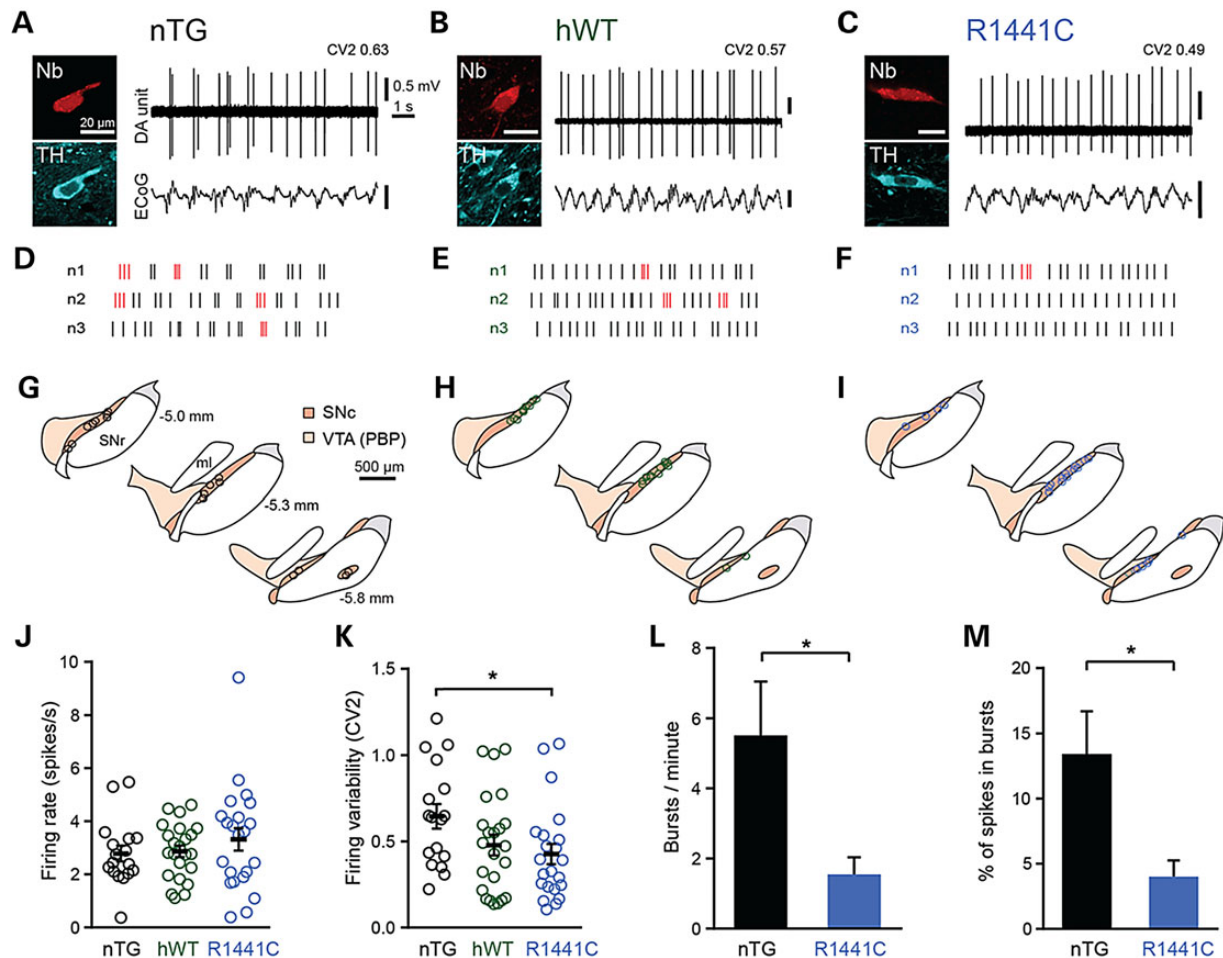 A nTG
CV2 0.63
Nb
20 µm
TH
DA unit
ECoG
0.5 mV
1 s
B hWT
CV2 0.57
Nb
TH
C R1441C
CV2 0.49
Nb
TH
D
n1
n2
n3
E
n1
n2
n3
F
n1
n2
n3
G
SNr
-5.0 mm
SNc
VTA (PBP)
500 µm
ml
-5.3 mm
-5.8 mm
H
I
J
Firing rate (spikes/s)
10
8
6
4
2
0
nTG hWT R1441C
K
Firing variability (CV2)
1.5
1.0
0.5
0.0
*
nTG hWT R1441C
L
Bursts / minute
8
6
4
2
0
*
nTG R1441C
M
% of spikes in bursts
20
15
10
5
0
*
nTG R1441C